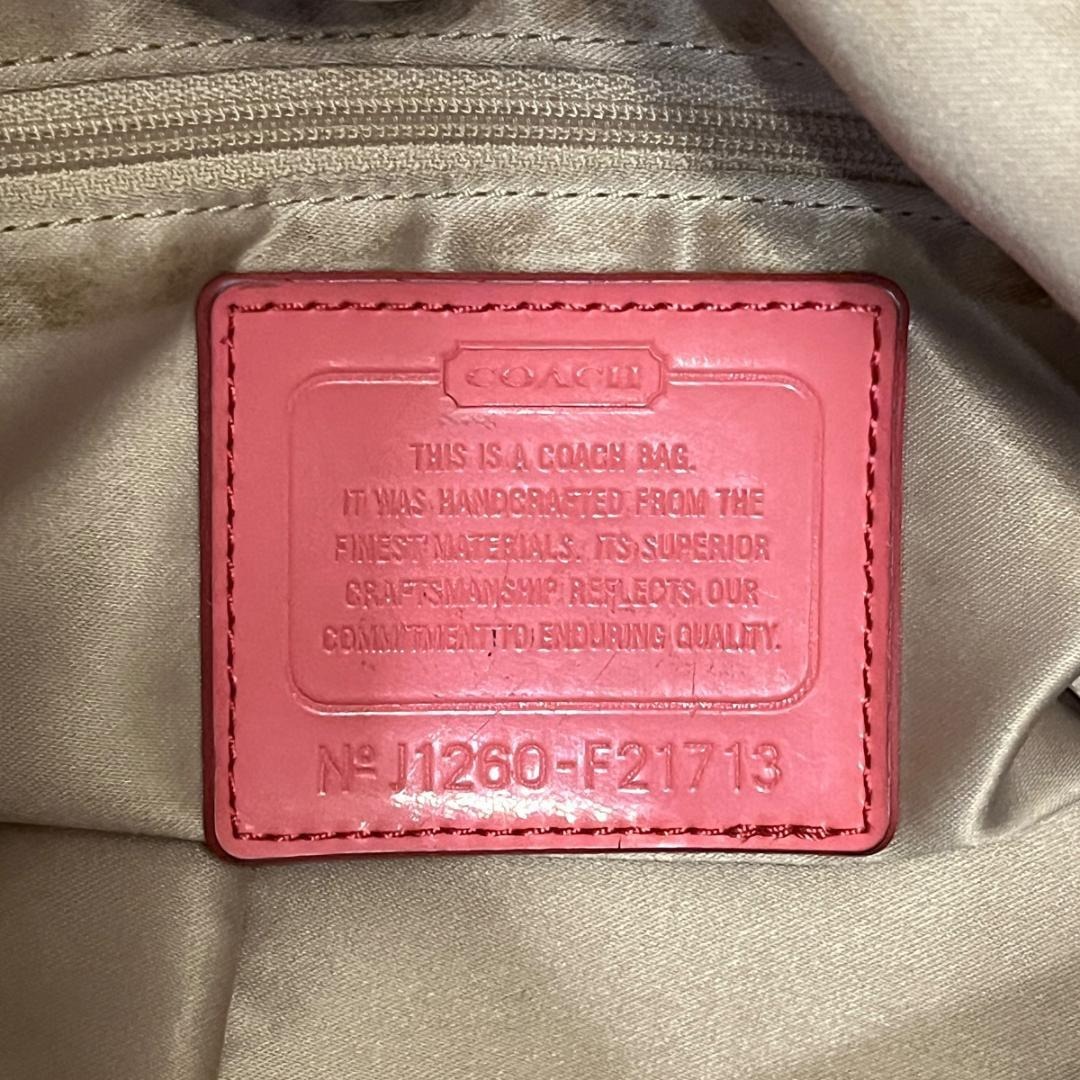 COACH
THIS IS A COACH BAG.
IT WAS HANDCRAFTED FROM THE
FINEST MATERIALS. ITS SUPERIOR
CRAFTSMANSHIP REFLECTS OUR
COMMITMENT TO ENDURING QUALITY.
Nº J1260-F21713